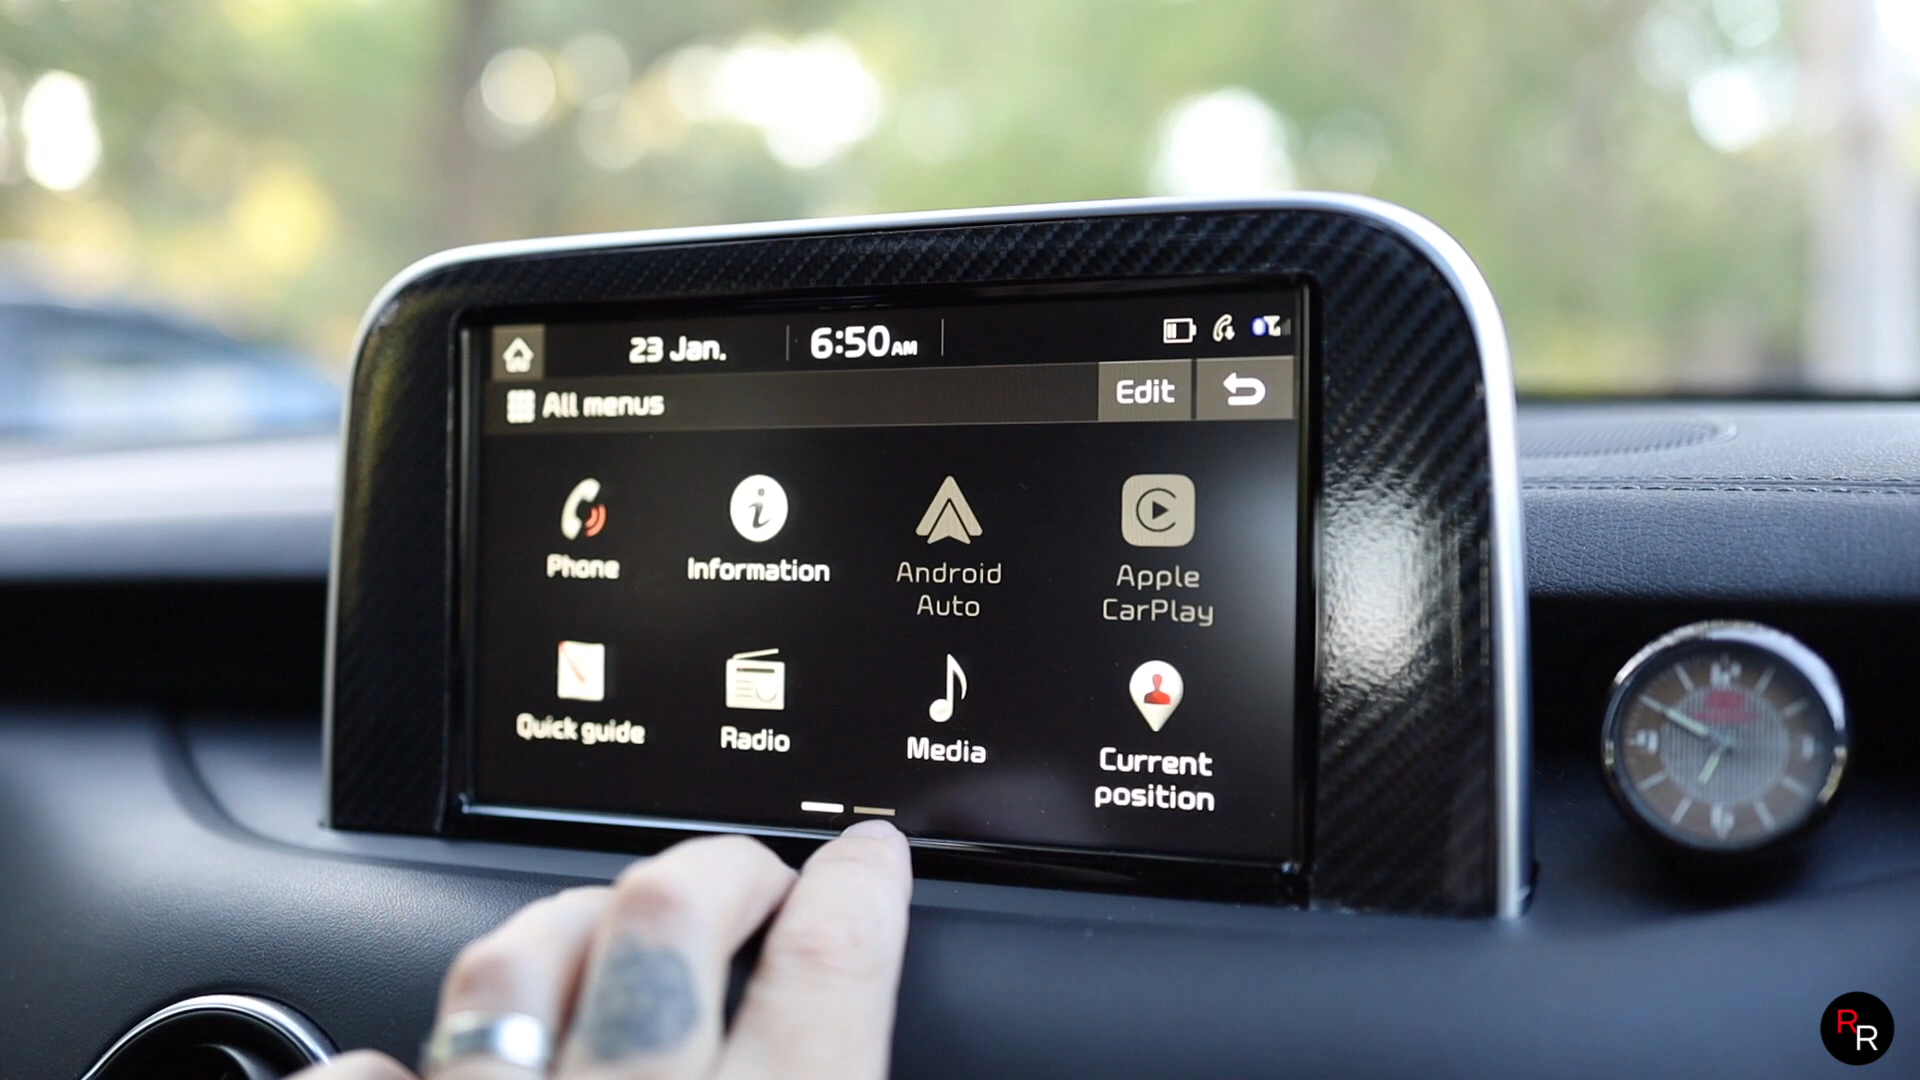 23 Jan.
6:50AM
All menus
Edit
Phone
Information
Android
Auto
Apple
CarPlay
Quick guide
Radio
Media
Current
position
RR